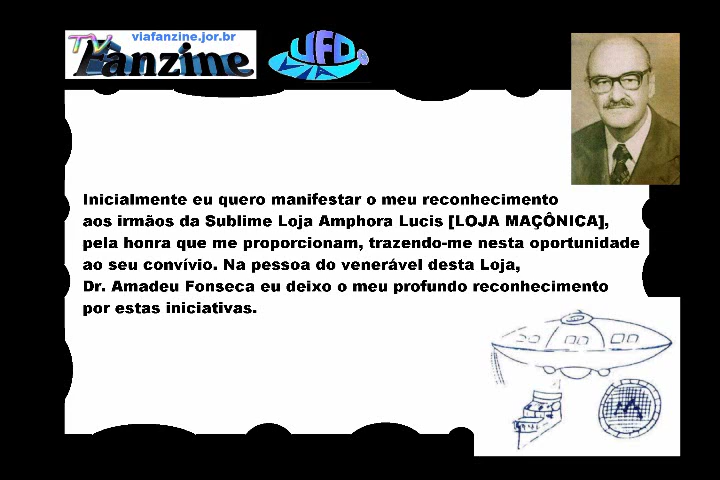 viafanzine.jor.br
TV Fanzine
UFO
VIA
Inicialmente eu quero manifestar o meu reconhecimento
aos irmãos da Sublime Loja Amphora Lucis [LOJA MAÇÔNICA],
pela honra que me proporcionam, trazendo-me nesta oportunidade
ao seu convívio. Na pessoa do venerável desta Loja,
Dr. Amadeu Fonseca eu deixo o meu profundo reconhecimento
por estas iniciativas.